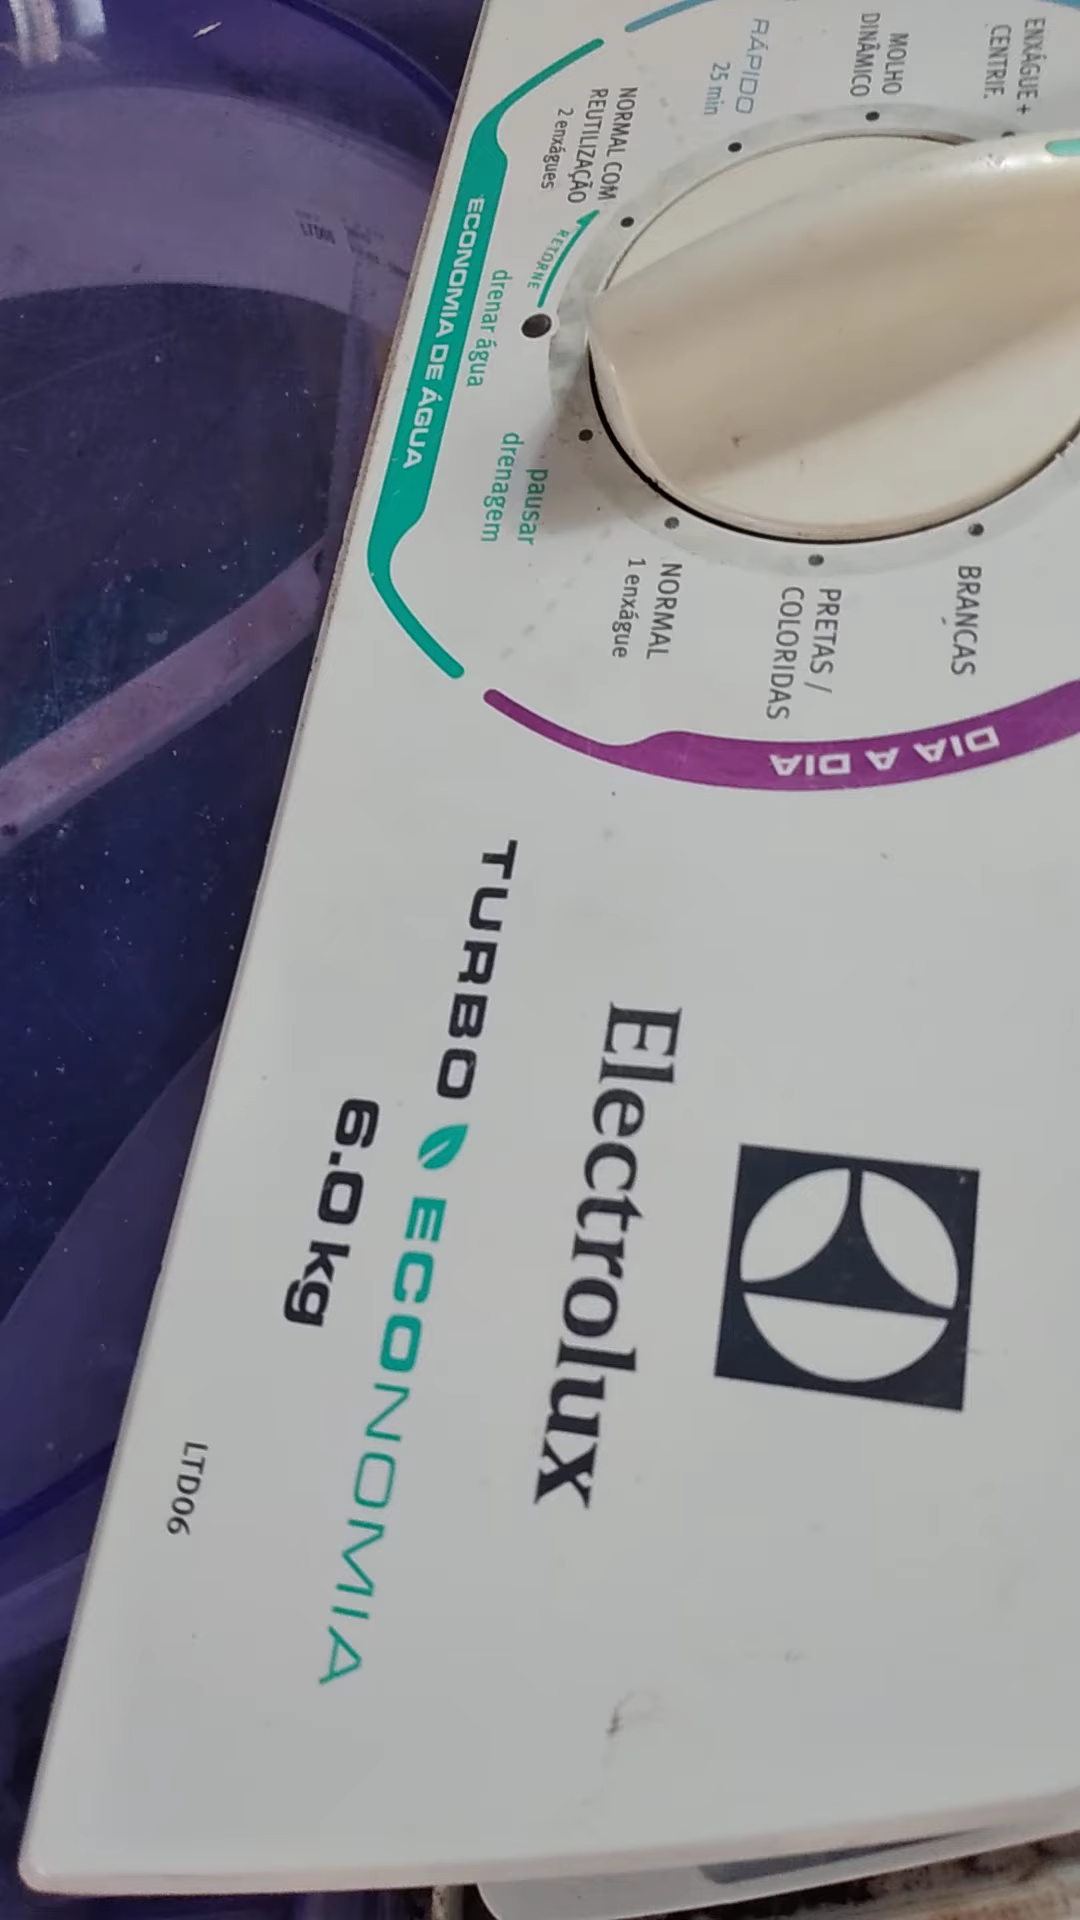 ENXÁGUE +
CENTRIF.
MOLHO
DINÂMICO
RÁPIDO
25 min
NORMAL COM
REUTILIZAÇÃO
2 enxágues
RETORNE
drenar água
ECONOMIA DE ÁGUA
pausar
drenagem
NORMAL
1 enxágue
PRETAS /
COLORIDAS
BRANCAS
DIA A DIA
Electrolux
TURBO ECONOMIA
6.0 kg
LTD06